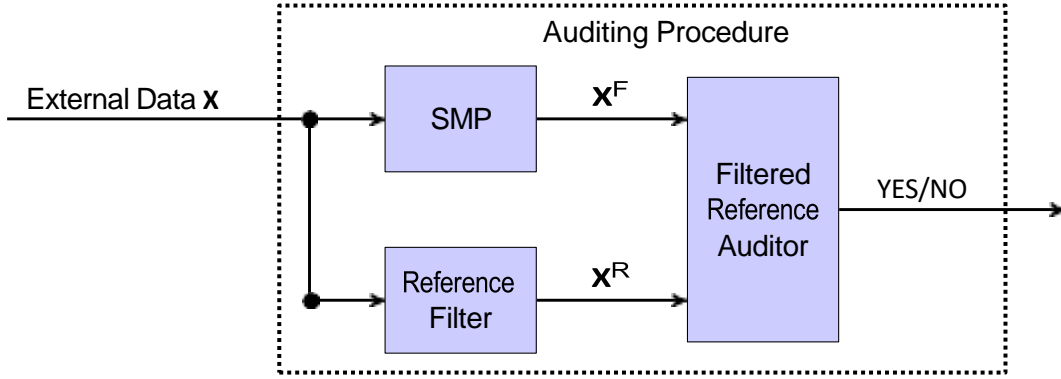 Auditing Procedure
External Data X
SMP
X^F
Filtered
Reference
Auditor
YES/NO
Reference
Filter
X^R